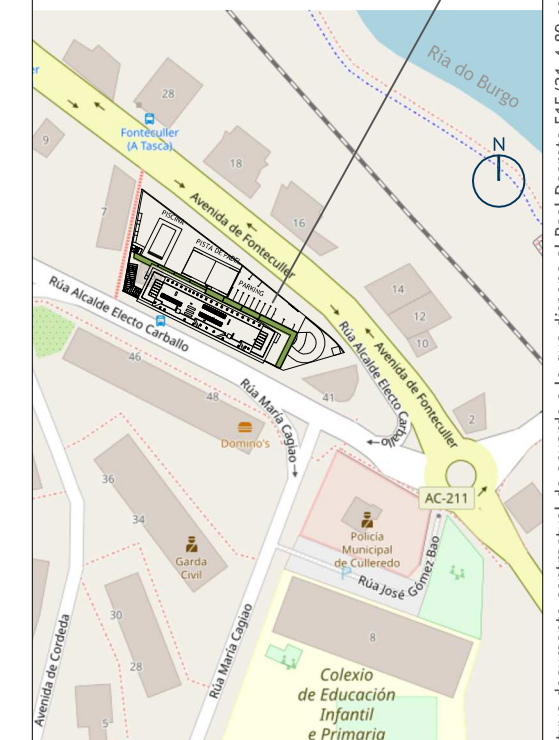 Ría do Burgo
N
er
28
Fonteculler
(A Tasca)
9
18
7
Avenida de Fonteculler
16
PISCINA
PISTA DE PADEL
PARKING
14
12
10
Rúa Alcalde Electo Carballo
Rúa Alcalde Electo Carballo
Avenida de Fonteculler
46
48
41
2
Rúa María Cagiao
Domino's
AC-211
36
34
Garda
Civil
Policía
Municipal
de Culleredo
P
Rúa José Gómez Bao
30
28
8
Rúa María Cagiao
Avenida de Cordeda
5
Colexio
de Educación
Infantil
e Primaria